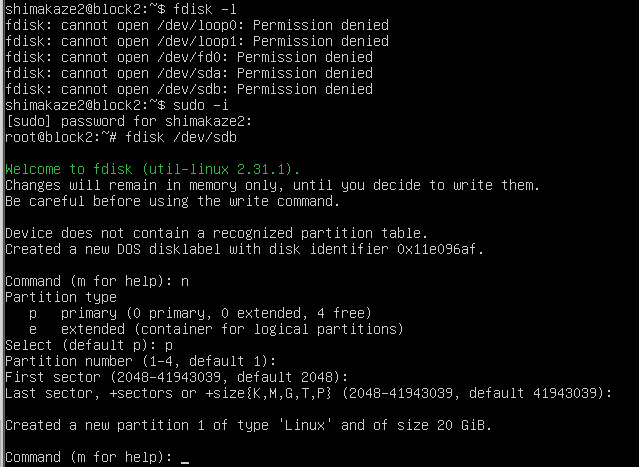 shimakaze2@block2:~$ fdisk -l
fdisk: cannot open /dev/loop0: Permission denied
fdisk: cannot open /dev/loop1: Permission denied
fdisk: cannot open /dev/fd0: Permission denied
fdisk: cannot open /dev/sda: Permission denied
fdisk: cannot open /dev/sdb: Permission denied
shimakaze2@block2:~$ sudo -i
[sudo] password for shimakaze2:
root@block2:~# fdisk /dev/sdb
Welcome to fdisk (util-linux 2.31.1).
Changes will remain in memory only, until you decide to write them.
Be careful before using the write command.
Device does not contain a recognized partition table.
Created a new DOS disklabel with disk identifier 0x11e096af.
Command (m for help): n
Partition type
   p   primary (0 primary, 0 extended, 4 free)
   e   extended (container for logical partitions)
Select (default p): p
Partition number (1-4, default 1):
First sector (2048-41943039, default 2048):
Last sector, +sectors or +size{K,M,G,T,P} (2048-41943039, default 41943039):
Created a new partition 1 of type 'Linux' and of size 20 GiB.
Command (m for help): _